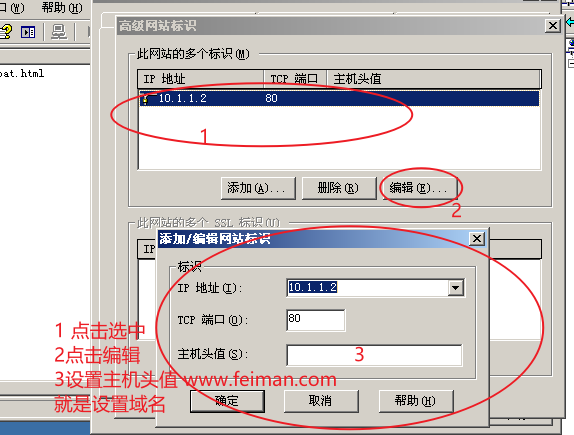 帮助(H)
高级网站标识
?
oat.html
此网站的多个标识(M)
IP 地址 TCP 端口 主机头值
10.1.1.2 80
1
添加(A)... 删除(R) 编辑(E)...
2
此网站的多个 SSL 标识(U)
添加/编辑网站标识
IP
标识
IP 地址(I): 10.1.1.2
TCP 端口(O): 80
主机头值(S): 3
1 点击选中
2点击编辑
3设置主机头值 www.feiman.com
就是设置域名
确定 取消 帮助(H)